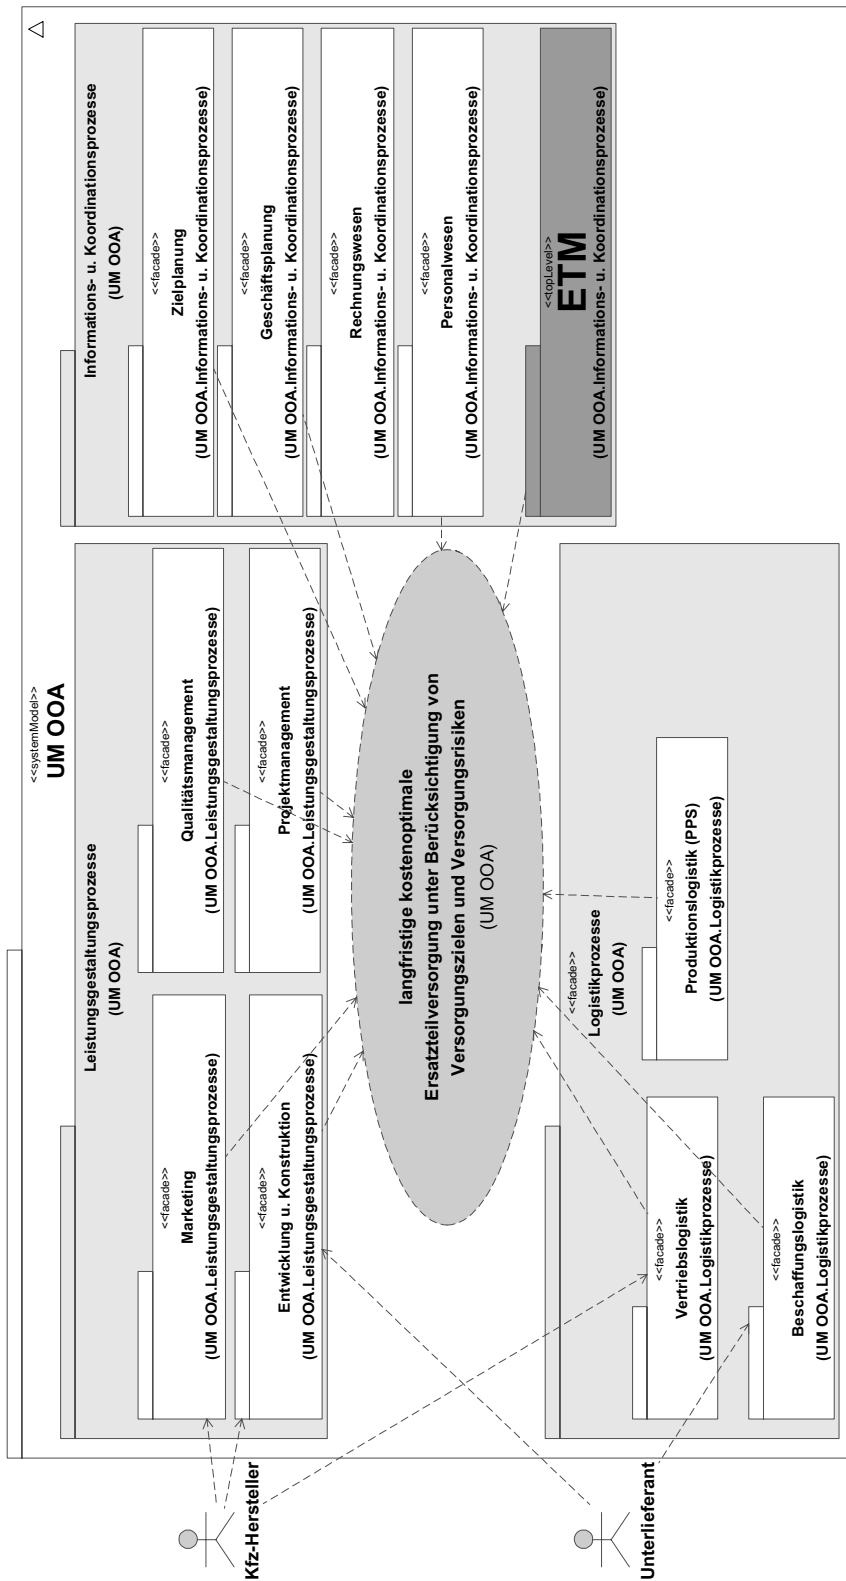 <<systemModel>>
UM OOA
Leistungsgestaltungsprozesse
(UM OOA)
<<facade>>
Marketing
(UM OOA.Leistungsgestaltungsprozesse)
<<facade>>
Qualitätsmanagement
(UM OOA.Leistungsgestaltungsprozesse)
<<facade>>
Entwicklung u. Konstruktion
(UM OOA.Leistungsgestaltungsprozesse)
<<facade>>
Projektmanagement
(UM OOA.Leistungsgestaltungsprozesse)
Informations- u. Koordinationsprozesse
(UM OOA)
<<facade>>
Zielplanung
(UM OOA.Informations- u. Koordinationsprozesse)
<<facade>>
Geschäftsplanung
(UM OOA.Informations- u. Koordinationsprozesse)
<<facade>>
Rechnungswesen
(UM OOA.Informations- u. Koordinationsprozesse)
<<facade>>
Personalwesen
(UM OOA.Informations- u. Koordinationsprozesse)
<<topLevel>>
ETM
(UM OOA.Informations- u. Koordinationsprozesse)
langfristige kostenoptimale
Ersatzteilversorgung unter Berücksichtigung von
Versorgungszielen und Versorgungsrisiken
(UM OOA)
<<facade>>
Logistikprozesse
(UM OOA)
<<facade>>
Vertriebslogistik
(UM OOA.Logistikprozesse)
<<facade>>
Produktionslogistik (PPS)
(UM OOA.Logistikprozesse)
<<facade>>
Beschaffungslogistik
(UM OOA.Logistikprozesse)
Kfz-Hersteller
Unterlieferant